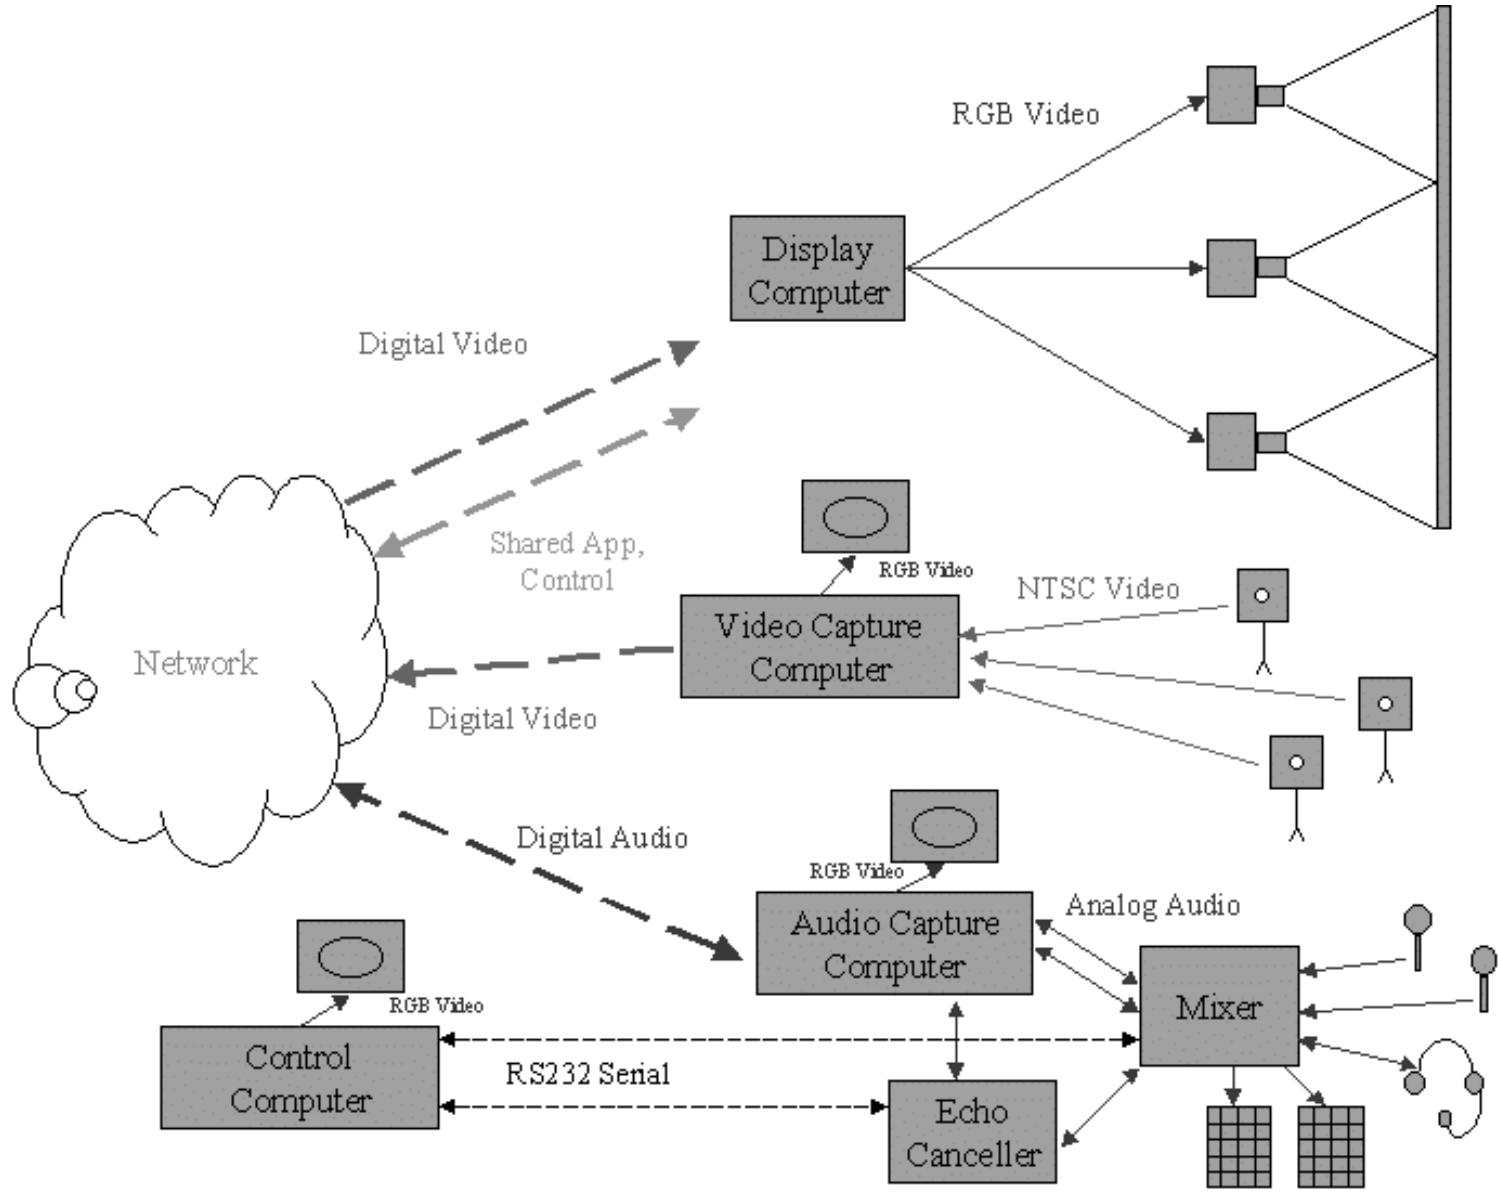 RGB Video
Display
Computer
Digital Video
Shared App,
Control
RGB Video
NTSC Video
Video Capture
Computer
Network
Digital Video
Digital Audio
RGB Video
Analog Audio
Audio Capture
Computer
Mixer
RGB Video
Control
Computer
RS232 Serial
Echo
Canceller